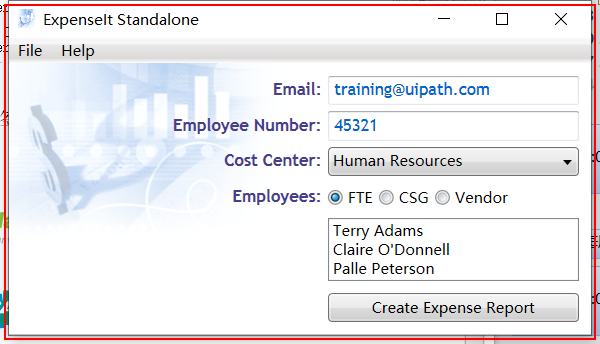 ExpenseIt Standalone
File Help
Email: training@uipath.com
Employee Number: 45321
Cost Center: Human Resources
Employees: FTE CSG Vendor
Terry Adams
Claire O'Donnell
Palle Peterson
Create Expense Report